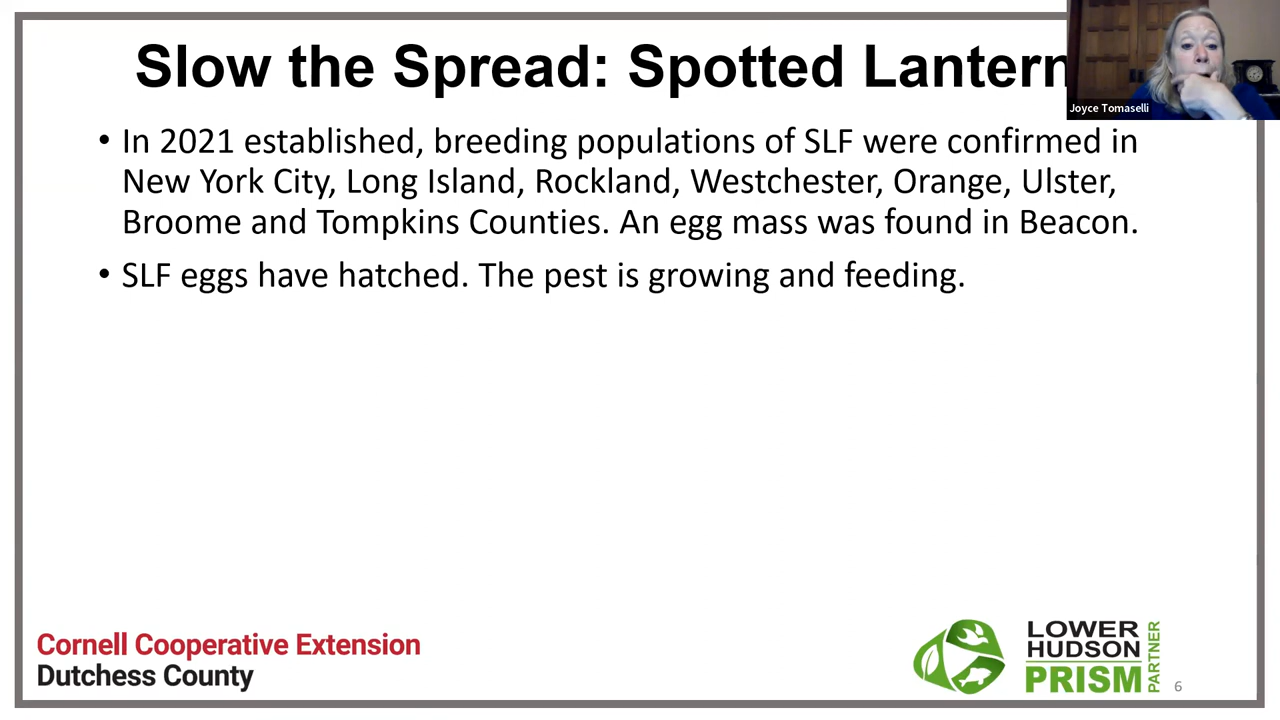 Slow the Spread: Spotted Lantern
Joyce Tomaselli
• In 2021 established, breeding populations of SLF were confirmed in
New York City, Long Island, Rockland, Westchester, Orange, Ulster,
Broome and Tompkins Counties. An egg mass was found in Beacon.
• SLF eggs have hatched. The pest is growing and feeding.
Cornell Cooperative Extension
Dutchess County
LOWER
HUDSON
PRISM
PARTNER
6